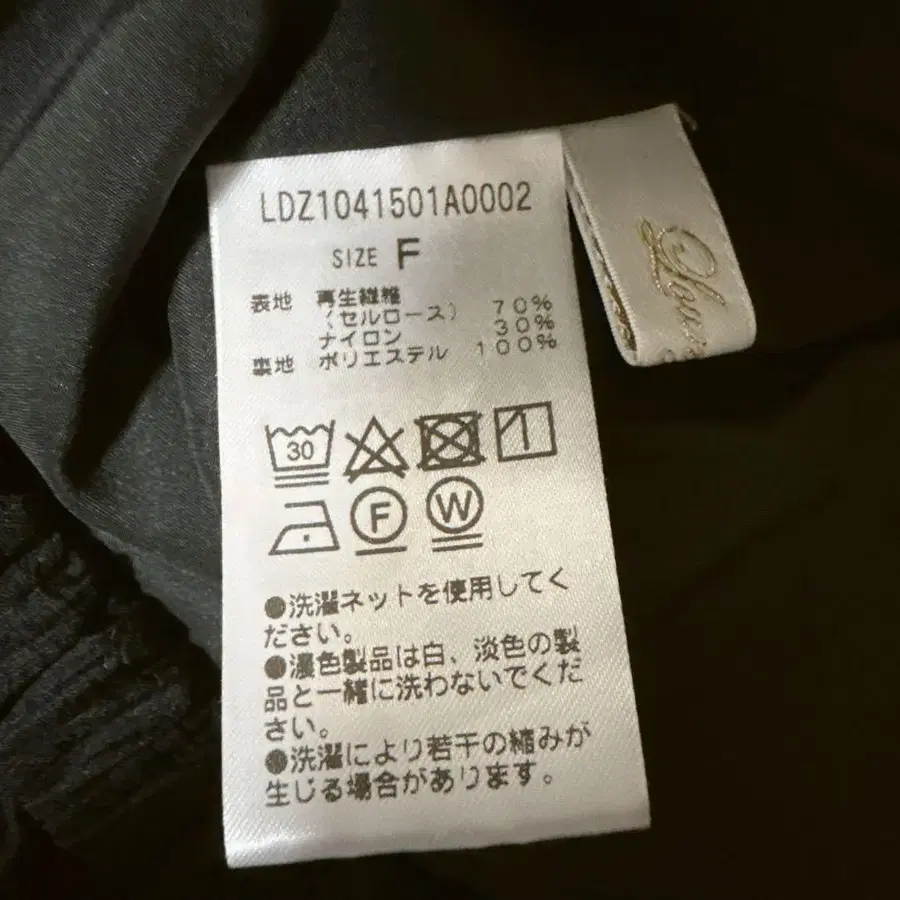 LDZ1041501A0002
SIZE F
表地 再生繊維
(セルロース) 70%
ナイロン 30%
裏地 ポリエステル 100%
30
F
W
●洗濯ネットを使用してく
ださい。
●濃色製品は白、淡色の製
品と一緒に洗わないでくだ
さい。
●洗濯により若干の縮みが
生じる場合があります。